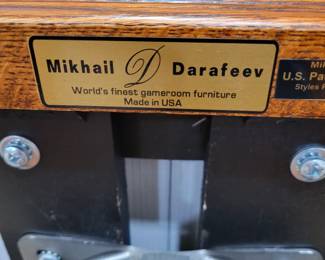 Mikhail D Darafeev
World's finest gameroom furniture
Made in USA
U.S. Pa
Styles